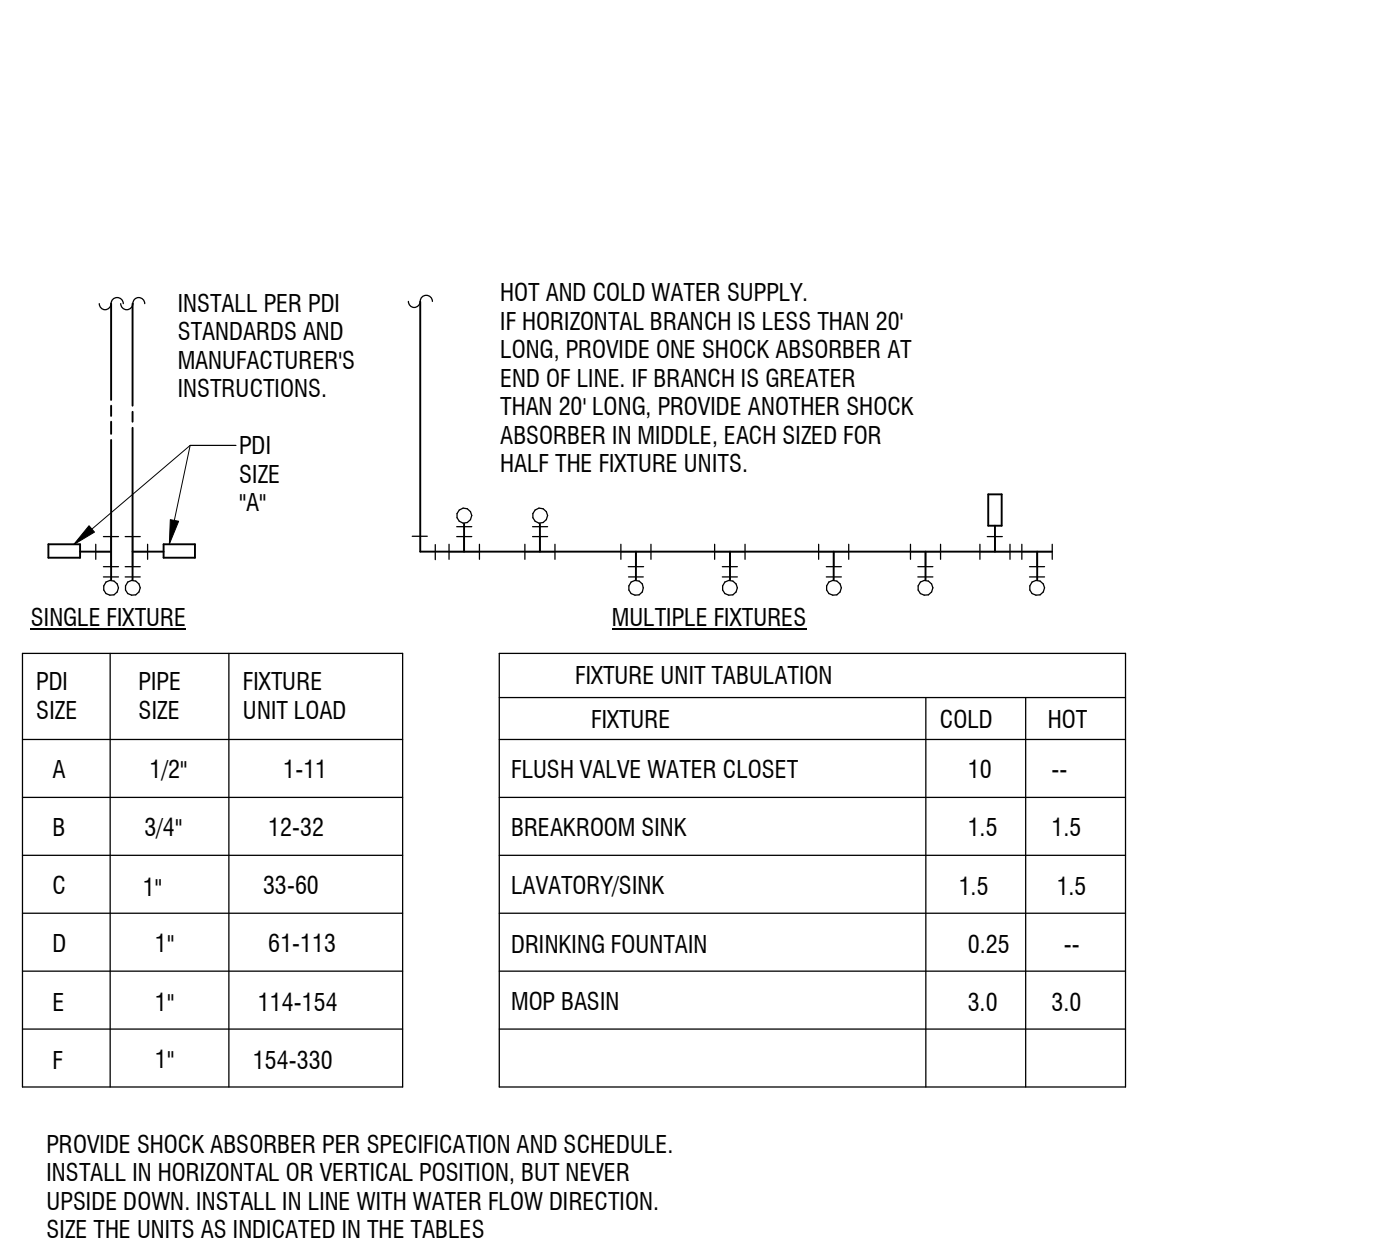 INSTALL PER PDI
STANDARDS AND
MANUFACTURER'S
INSTRUCTIONS.
PDI
SIZE
"A"
SINGLE FIXTURE
HOT AND COLD WATER SUPPLY.
IF HORIZONTAL BRANCH IS LESS THAN 20'
LONG, PROVIDE ONE SHOCK ABSORBER AT
END OF LINE. IF BRANCH IS GREATER
THAN 20' LONG, PROVIDE ANOTHER SHOCK
ABSORBER IN MIDDLE, EACH SIZED FOR
HALF THE FIXTURE UNITS.
MULTIPLE FIXTURES
PDI SIZE PIPE SIZE FIXTURE UNIT LOAD
A 1/2" 1-11
B 3/4" 12-32
C 1" 33-60
D 1" 61-113
E 1" 114-154
F 1" 154-330
FIXTURE UNIT TABULATION
FIXTURE COLD HOT
FLUSH VALVE WATER CLOSET 10 --
BREAKROOM SINK 1.5 1.5
LAVATORY/SINK 1.5 1.5
DRINKING FOUNTAIN 0.25 --
MOP BASIN 3.0 3.0
PROVIDE SHOCK ABSORBER PER SPECIFICATION AND SCHEDULE.
INSTALL IN HORIZONTAL OR VERTICAL POSITION, BUT NEVER
UPSIDE DOWN. INSTALL IN LINE WITH WATER FLOW DIRECTION.
SIZE THE UNITS AS INDICATED IN THE TABLES